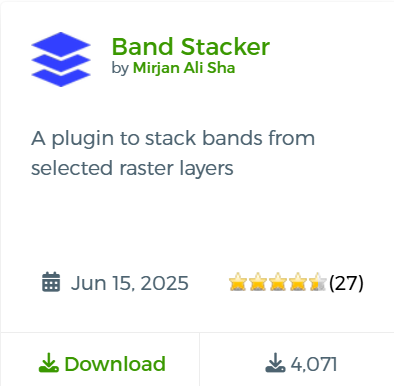 Band Stacker
by Mirjan Ali Sha
A plugin to stack bands from
selected raster layers
Jun 15, 2025 (27)
Download 4,071